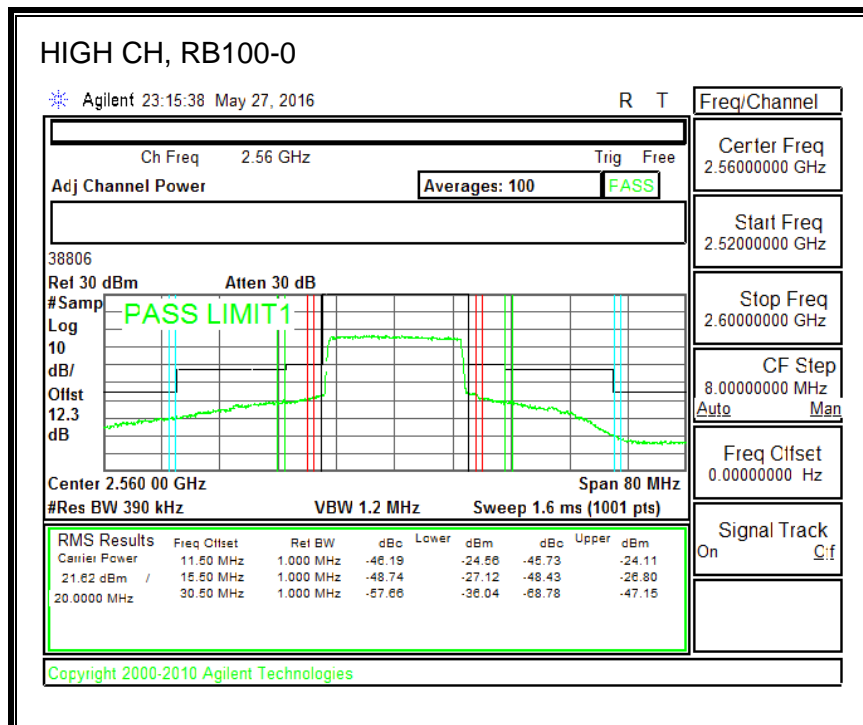 HIGH CH, RB100-0
Agilent 23:15:38 May 27, 2016 R T
Ch Freq 2.56 GHz Trig Free
Adj Channel Power Averages: 100 PASS
38806
Ref 30 dBm Atten 30 dB
#Samp
Log
10
dB/
Offst
12.3
dB
PASS LIMIT1
Center 2.560 00 GHz Span 80 MHz
#Res BW 390 kHz VBW 1.2 MHz Sweep 1.6 ms (1001 pts)
RMS Results Freq Offset Ref BW dBc Lower dBm dBc Upper dBm
Carrier Power 11.50 MHz 1.000 MHz -46.19 -24.56 -45.73 -24.11
21.62 dBm / 15.50 MHz 1.000 MHz -48.74 -27.12 -48.43 -26.80
20.0000 MHz 30.50 MHz 1.000 MHz -57.66 -36.04 -68.78 -47.15
Copyright 2000-2010 Agilent Technologies
Freq/Channel
Center Freq
2.56000000 GHz
Start Freq
2.52000000 GHz
Stop Freq
2.60000000 GHz
CF Step
8.00000000 MHz
Auto Man
Freq Offset
0.00000000 Hz
Signal Track
On Off